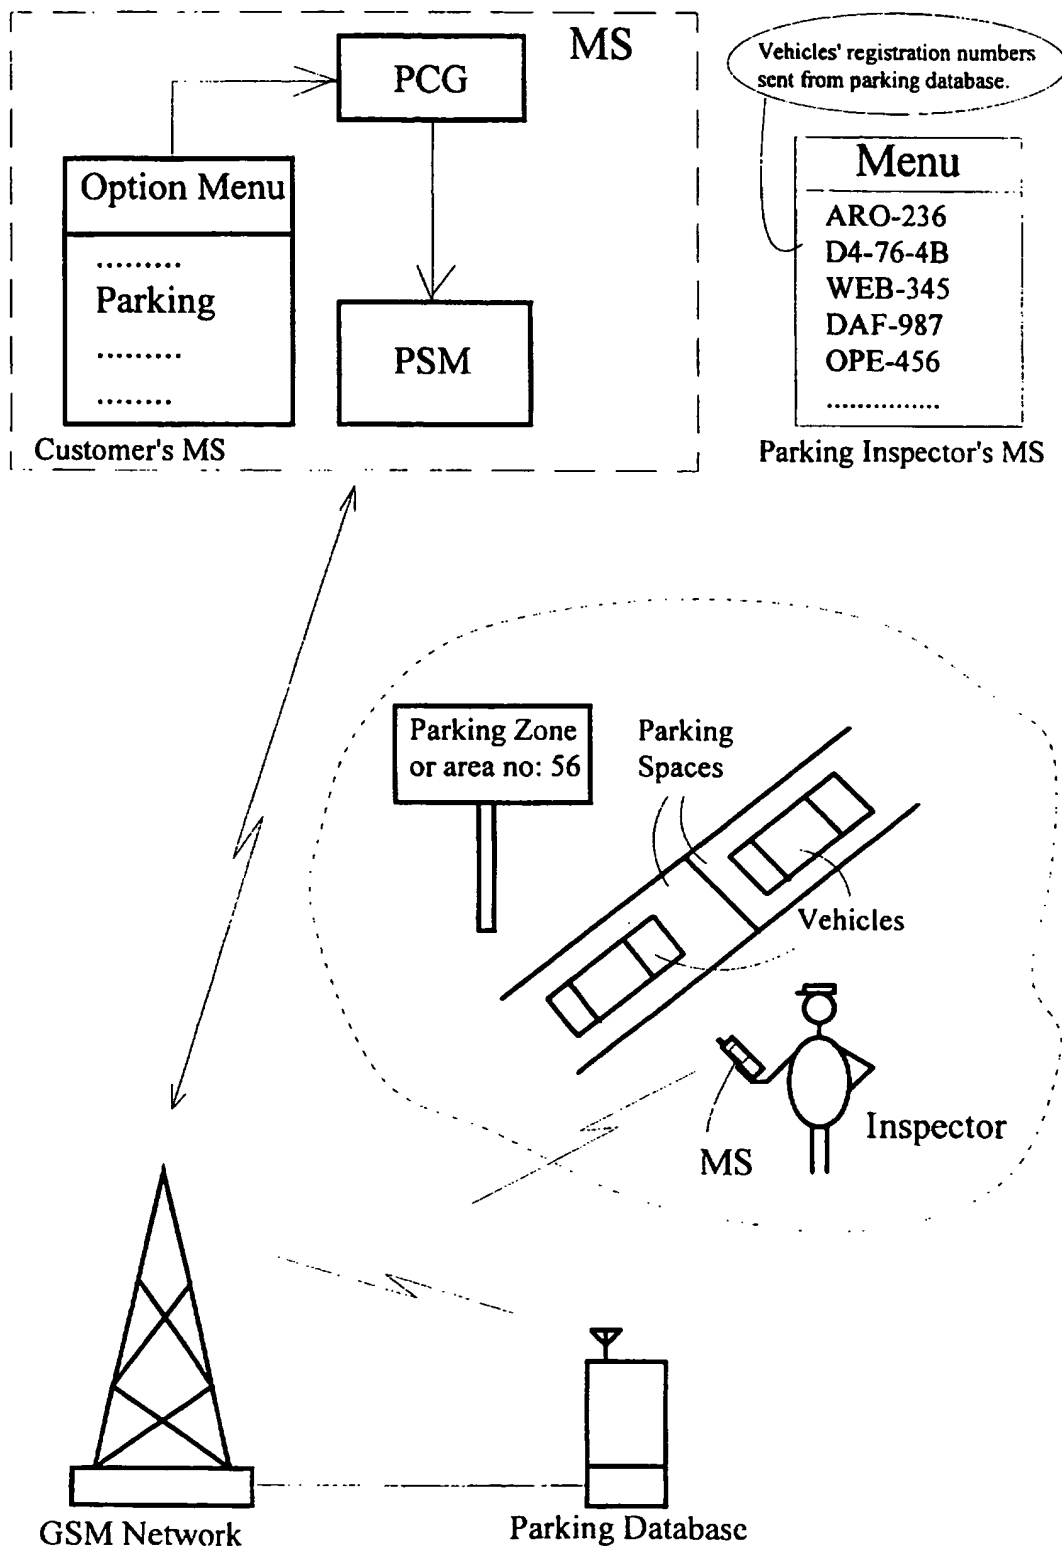 MS
PCG
Option Menu
.........
Parking
.........
........
PSM
Customer's MS
Vehicles' registration numbers
sent from parking database.
Menu
ARO-236
D4-76-4B
WEB-345
DAF-987
OPE-456
...............
Parking Inspector's MS
Parking Zone
or area no: 56
Parking
Spaces
Vehicles
MS
Inspector
GSM Network
Parking Database